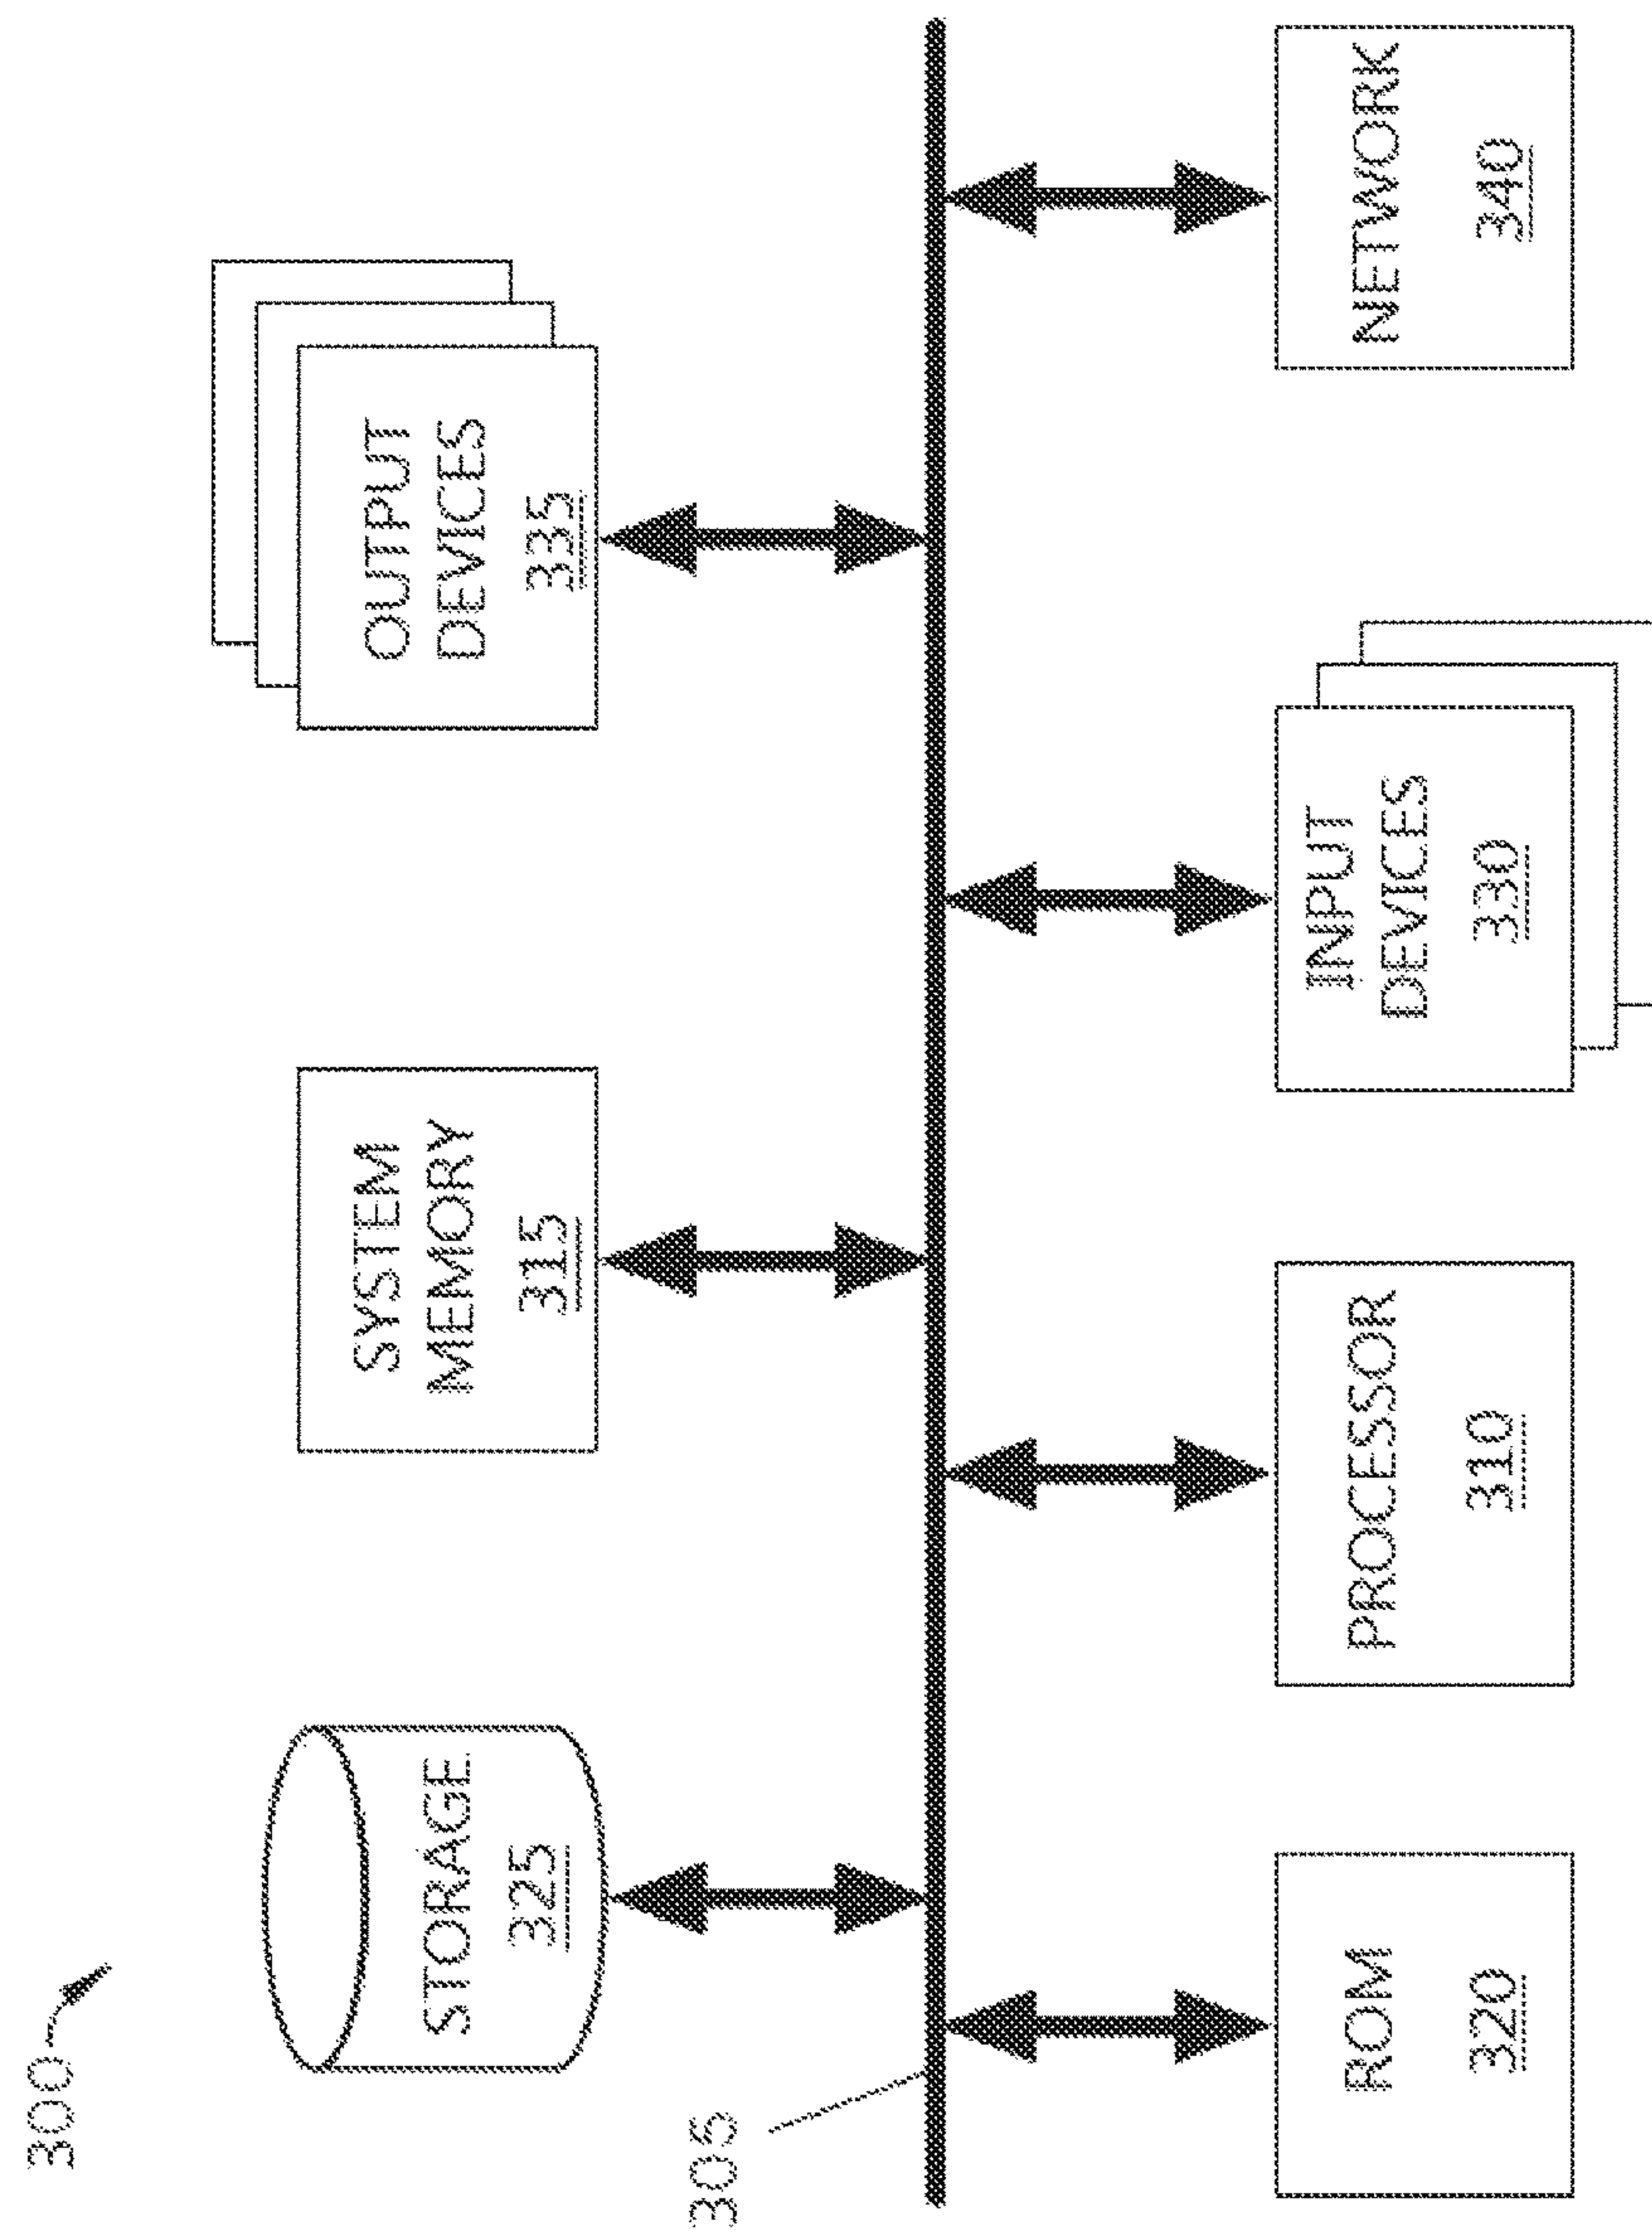 300
STORAGE
325
SYSTEM
MEMORY
315
OUTPUT
DEVICES
335
305
ROM
320
PROCESSOR
310
INPUT
DEVICES
330
NETWORK
340